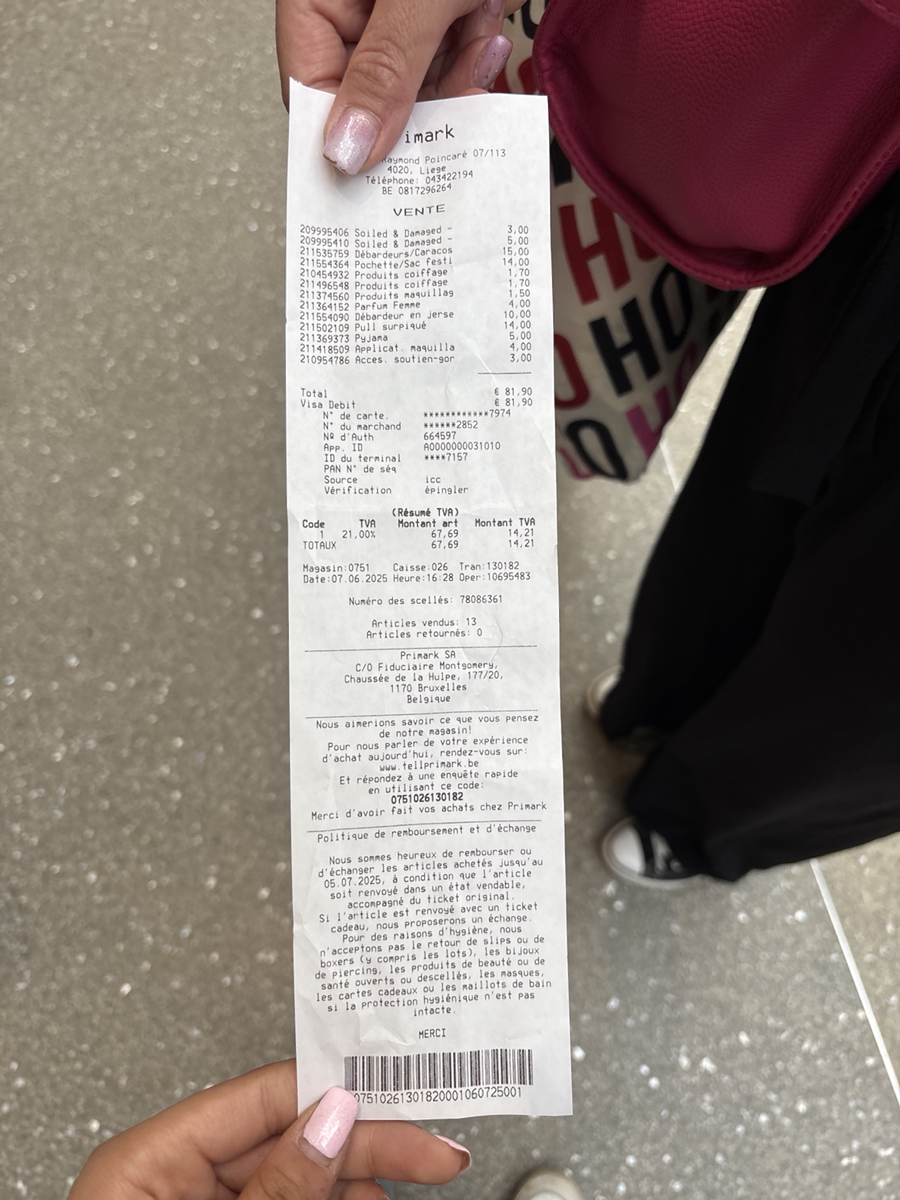 imark
Raymond Poincaré 07/113
4020, Liege
Téléphone: 043422194
BE 0817296264
VENTE
209995406 Soiled & Damaged - 3,00
209995410 Soiled & Damaged - 5,00
211535759 Débardeurs/Caracos 15,00
211554364 Pochette/Sac festi 14,00
210454932 Produits coiffage 1,70
211496548 Produits coiffage 1,70
211374560 Produits maquillag 1,50
211364152 Parfum Femme 4,00
211554090 Débardeur en jerse 10,00
211502109 Pull surpiqué 14,00
211369373 Pyjama 5,00
211418509 Applicat. maquilla 4,00
210954786 Acces. soutien-gor 3,00
Total € 81,90
Visa Debit € 81,90
N° de carte. ************7974
N° du marchand ******2852
Nº d'Auth 664597
App. ID A0000000031010
ID du terminal ****7157
PAN N° de séq
Source icc
Vérification épingler
(Résumé TVA)
Code TVA Montant art Montant TVA
1 21,00% 67,69 14,21
TOTAUX 67,69 14,21
Magasin:0751 Caisse:026 Tran:130182
Date:07.06.2025 Heure:16:28 Oper:10695483
Numéro des scellés: 78086361
Articles vendus: 13
Articles retournés: 0
Primark SA
C/O Fiduciaire Montgomery,
Chaussée de la Hulpe, 177/20,
1170 Bruxelles
Belgique
Nous aimerions savoir ce que vous pensez
de notre magasin!
Pour nous parler de votre expérience
d'achat aujourd'hui, rendez-vous sur:
www.tellprimark.be
Et répondez à une enquête rapide
en utilisant ce code:
0751026130182
Merci d'avoir fait vos achats chez Primark
Politique de remboursement et d'échange
Nous sommes heureux de rembourser ou
d'échanger les articles achetés jusqu'au
05.07.2025, à condition que l'article
soit renvoyé dans un état vendable,
accompagné du ticket original.
Si l'article est renvoyé avec un ticket
cadeau, nous proposerons un échange.
Pour des raisons d'hygiène, nous
n'acceptons pas le retour de slips ou de
boxers (y compris les lots), les bijoux
de piercing, les produits de beauté ou de
santé ouverts ou descellés, les masques,
les cartes cadeaux ou les maillots de bain
si la protection hygiénique n'est pas
intacte.
MERCI
0751026130182000106072500​1